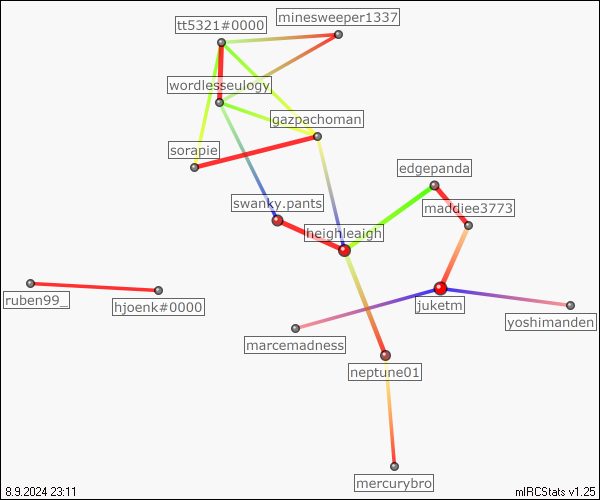 minesweeper1337
tt5321#0000
wordlesseulogy
gazpachoman
sorapie
edgepanda
swanky.pants
maddiee3773
heighleaigh
ruben99_
hjoenk#0000
juketm
yoshimanden
marcemadness
neptune01
mercurybro
8.9.2024 23:11
mIRCStats v1.25